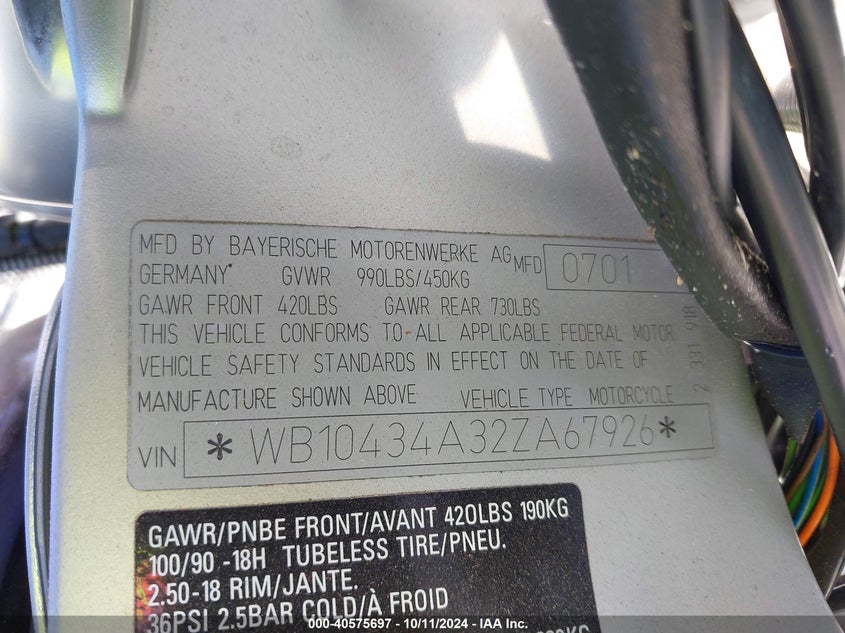 MFD BY BAYERISCHE MOTORENWERKE AG MFD 0701
GERMANY* GVWR 990LBS/450KG
GAWR FRONT 420LBS GAWR REAR 730LBS
THIS VEHICLE CONFORMS TO ALL APPLICABLE FEDERAL MOTOR
VEHICLE SAFETY STANDARDS IN EFFECT ON THE DATE OF
MANUFACTURE SHOWN ABOVE VEHICLE TYPE MOTORCYCLE
2 331 918
VIN *WB10434A32ZA67926*
GAWR/PNBE FRONT/AVANT 420LBS 190KG
100/90 -18H TUBELESS TIRE/PNEU.
2.50-18 RIM/JANTE.
36PSI 2.5BAR COLD/À FROID
000-40575697 - 10/11/2024 - IAA Inc.